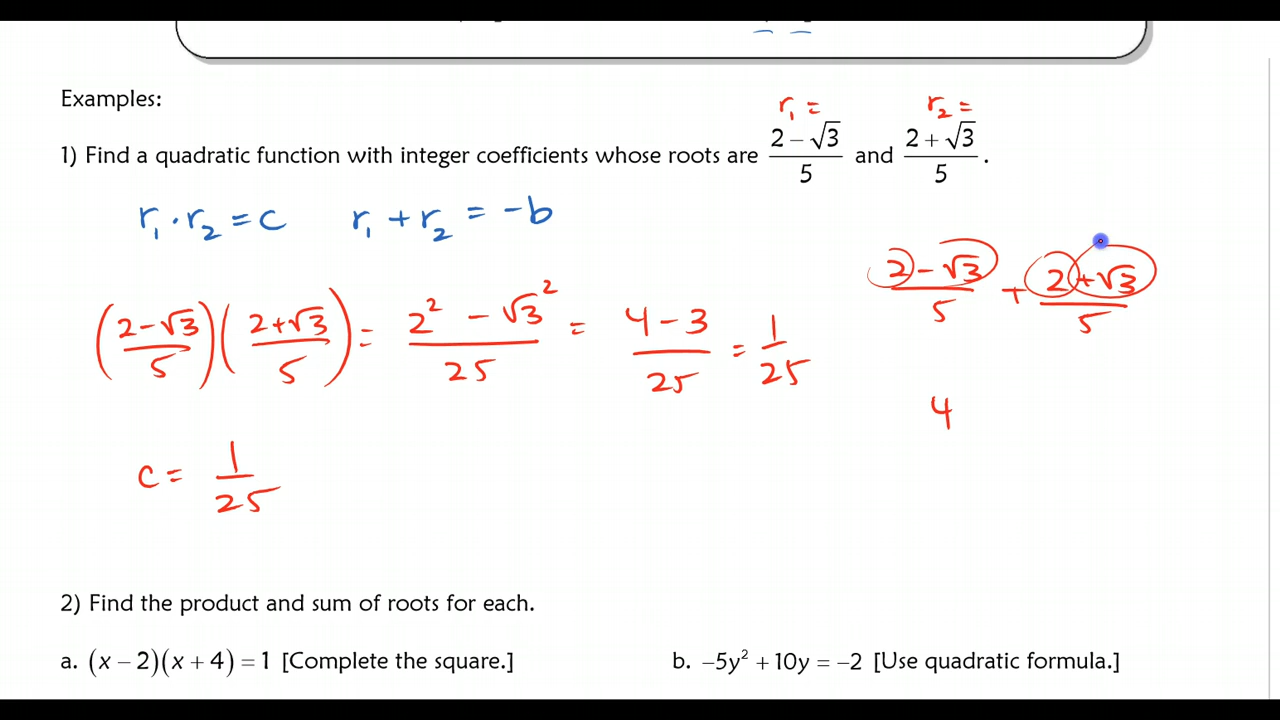 Examples:
r₁ = r₂ =
1) Find a quadratic function with integer coefficients whose roots are (2 − √3)/5 and (2 + √3)/5.
r₁ · r₂ = c r₁ + r₂ = −b
(2 − √3)/5 + (2 + √3)/5
((2 − √3)/5)((2 + √3)/5) = (2² − √3²)/25 = (4 − 3)/25 = 1/25
4
c = 1/25
2) Find the product and sum of roots for each.
a. (x − 2)(x + 4) = 1 [Complete the square.] b. −5y² + 10y = −2 [Use quadratic formula.]